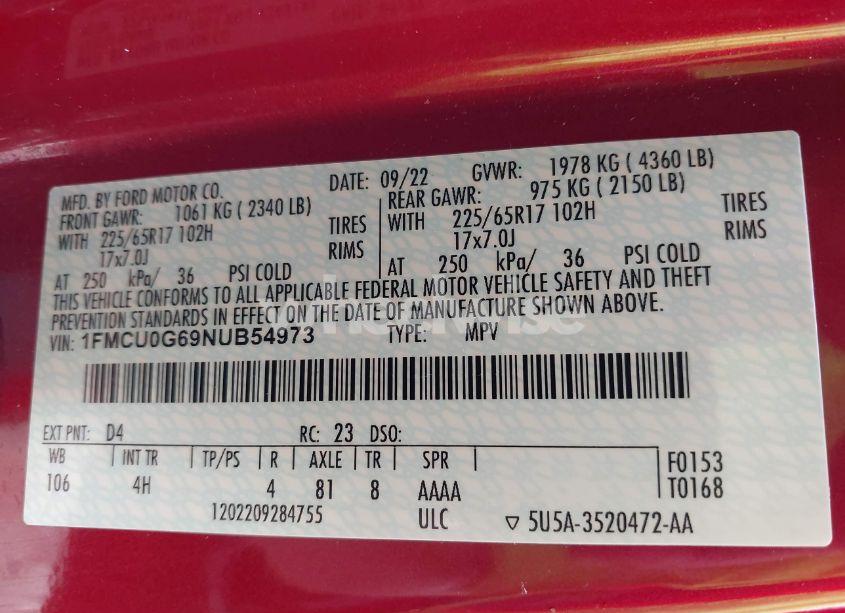 MFD. BY FORD MOTOR CO. DATE: 09/22 GVWR: 1978 KG ( 4360 LB)
FRONT GAWR: 1061 KG ( 2340 LB) REAR GAWR: 975 KG ( 2150 LB)
WITH 225/65R17 102H TIRES WITH 225/65R17 102H TIRES
17x7.0J RIMS 17x7.0J RIMS
AT 250 kPa/ 36 PSI COLD AT 250 kPa/ 36 PSI COLD
THIS VEHICLE CONFORMS TO ALL APPLICABLE FEDERAL MOTOR VEHICLE SAFETY AND THEFT
PREVENTION STANDARDS IN EFFECT ON THE DATE OF MANUFACTURE SHOWN ABOVE.
VIN: 1FMCU0G69NUB54973 TYPE: MPV
EXT PNT: D4 RC: 23 DSO:
WB INT TR TP/PS R AXLE TR SPR F0153
106 4H 4 81 8 AAAA T0168
1202209284755 ULC ▽ 5U5A-3520472-AA